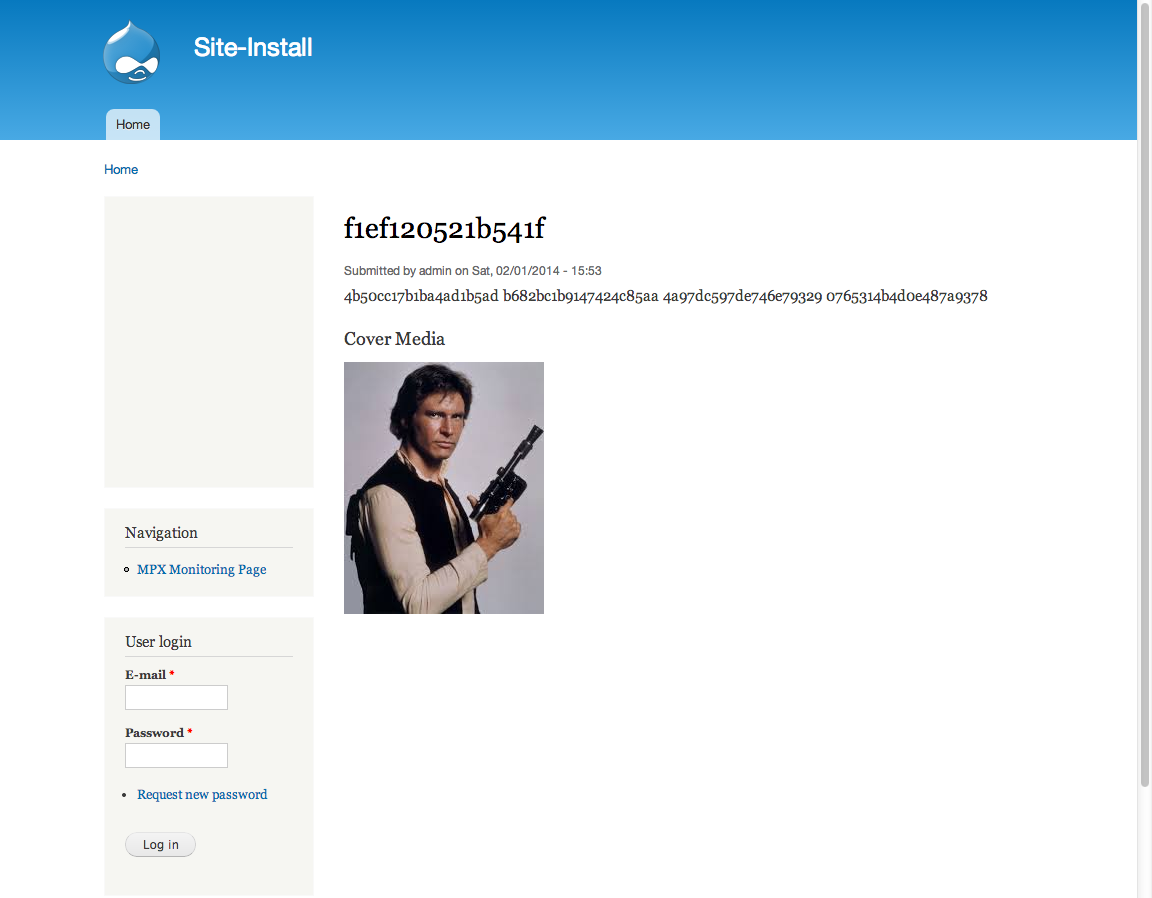 Site-Install
Home
Home
f1ef120521b541f
Submitted by admin on Sat, 02/01/2014 - 15:53
4b50cc17b1ba4ad1b5ad b682bc1b9147424c85aa 4a97dc597de746e79329 0765314b4d0e487a9378
Cover Media
Navigation
MPX Monitoring Page
User login
E-mail *
Password *
Request new password
Log in